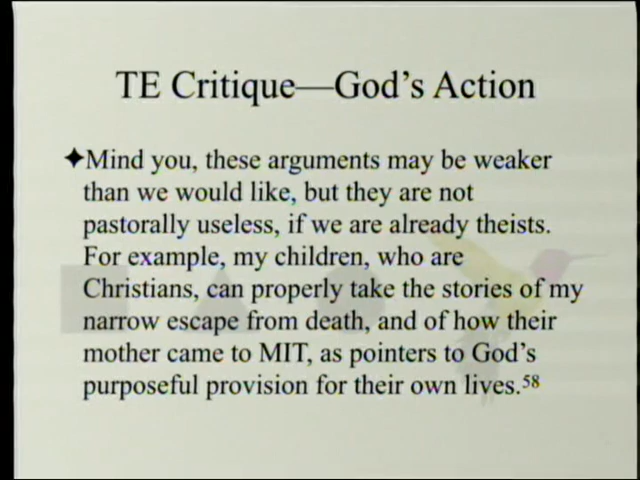 TE Critique—God's Action
✦Mind you, these arguments may be weaker
than we would like, but they are not
pastorally useless, if we are already theists.
For example, my children, who are
Christians, can properly take the stories of my
narrow escape from death, and of how their
mother came to MIT, as pointers to God's
purposeful provision for their own lives.58